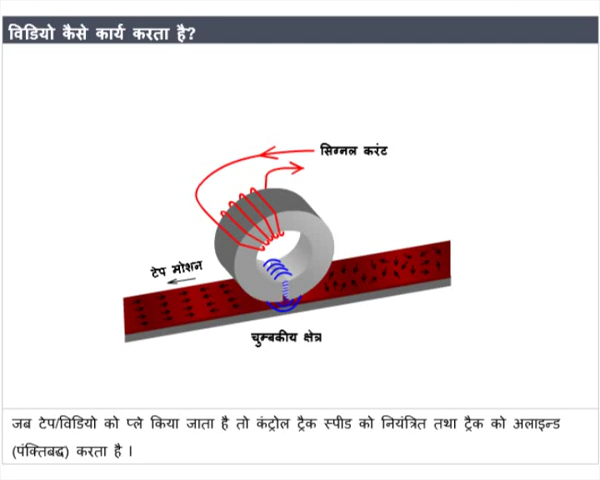 विडियो कैसे कार्य करता है?
सिग्नल करंट
टेप मोशन
चुम्बकीय क्षेत्र
जब टेप/विडियो को प्ले किया जाता है तो कंट्रोल ट्रैक स्पीड को नियंत्रित तथा ट्रैक को अलाइन्ड
(पंक्तिबद्ध) करता है ।